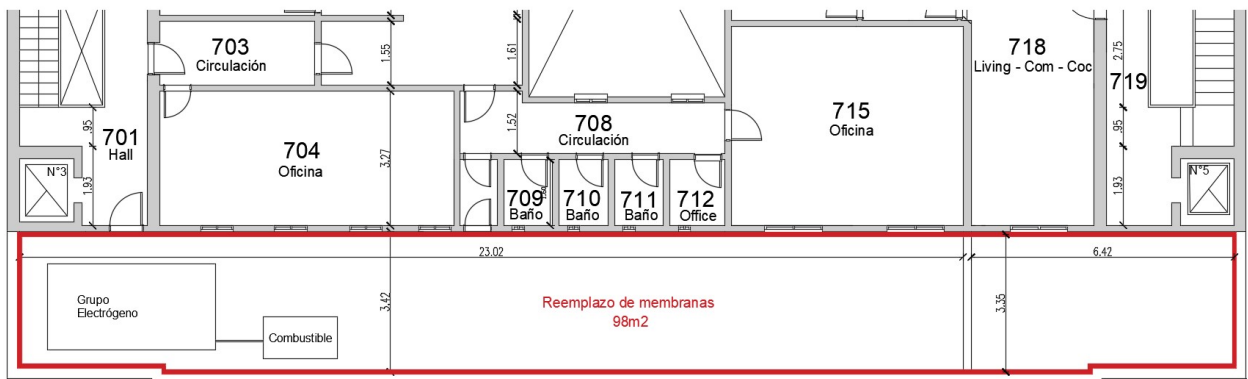 703
Circulación
1.55
1.61
718
Living - Com - Coc
2.75
719
701
Hall
.95
704
Oficina
3.27
1.52
708
Circulación
715
Oficina
.95
N°3
1.93
709
Baño
710
Baño
711
Baño
712
Office
1.93
N°5
23.02
6.42
Grupo
Electrógeno
Combustible
3.42
Reemplazo de membranas
98m2
3.35